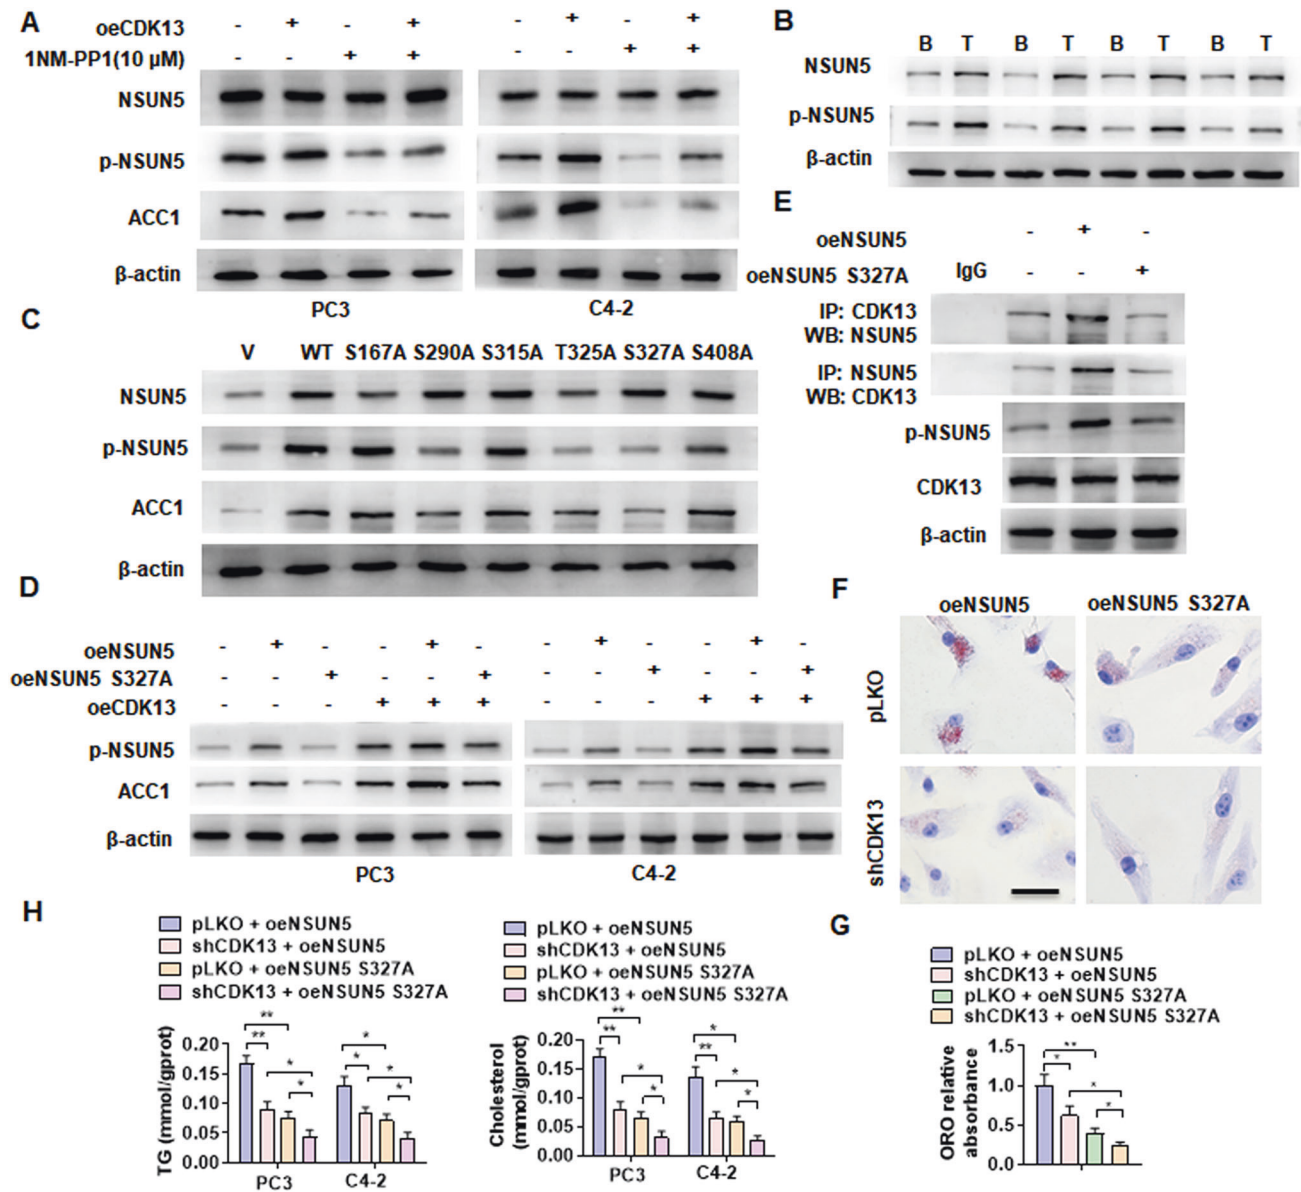 A
oeCDK13 - + - + - + - +
1NM-PP1(10 µM) - - + + - - + +
NSUN5
p-NSUN5
ACC1
β-actin
PC3 C4-2
B
B T B T B T B T
NSUN5
p-NSUN5
β-actin
C
V WT S167A S290A S315A T325A S327A S408A
NSUN5
p-NSUN5
ACC1
β-actin
D
oeNSUN5 - + - - + - - + - - + -
oeNSUN5 S327A - - + - - + - - + - - +
oeCDK13 - - - + + + - - - + + +
p-NSUN5
ACC1
β-actin
PC3 C4-2
E
oeNSUN5 - + -
oeNSUN5 S327A IgG - - +
IP: CDK13
WB: NSUN5
IP: NSUN5
WB: CDK13
p-NSUN5
CDK13
β-actin
F
oeNSUN5 oeNSUN5 S327A
pLKO
shCDK13
H
pLKO + oeNSUN5
shCDK13 + oeNSUN5
pLKO + oeNSUN5 S327A
shCDK13 + oeNSUN5 S327A
TG (mmol/gprot)
0.20
0.15
0.10
0.05
0.00
** ** * * * * * *
PC3 C4-2
pLKO + oeNSUN5
shCDK13 + oeNSUN5
pLKO + oeNSUN5 S327A
shCDK13 + oeNSUN5 S327A
Cholesterol
(mmol/gprot)
0.20
0.15
0.10
0.05
0.00
** ** * * * ** * *
PC3 C4-2
G
pLKO + oeNSUN5
shCDK13 + oeNSUN5
pLKO + oeNSUN5 S327A
shCDK13 + oeNSUN5 S327A
ORO relative
absorbance
1.5
1.0
0.5
0.0
** * * *